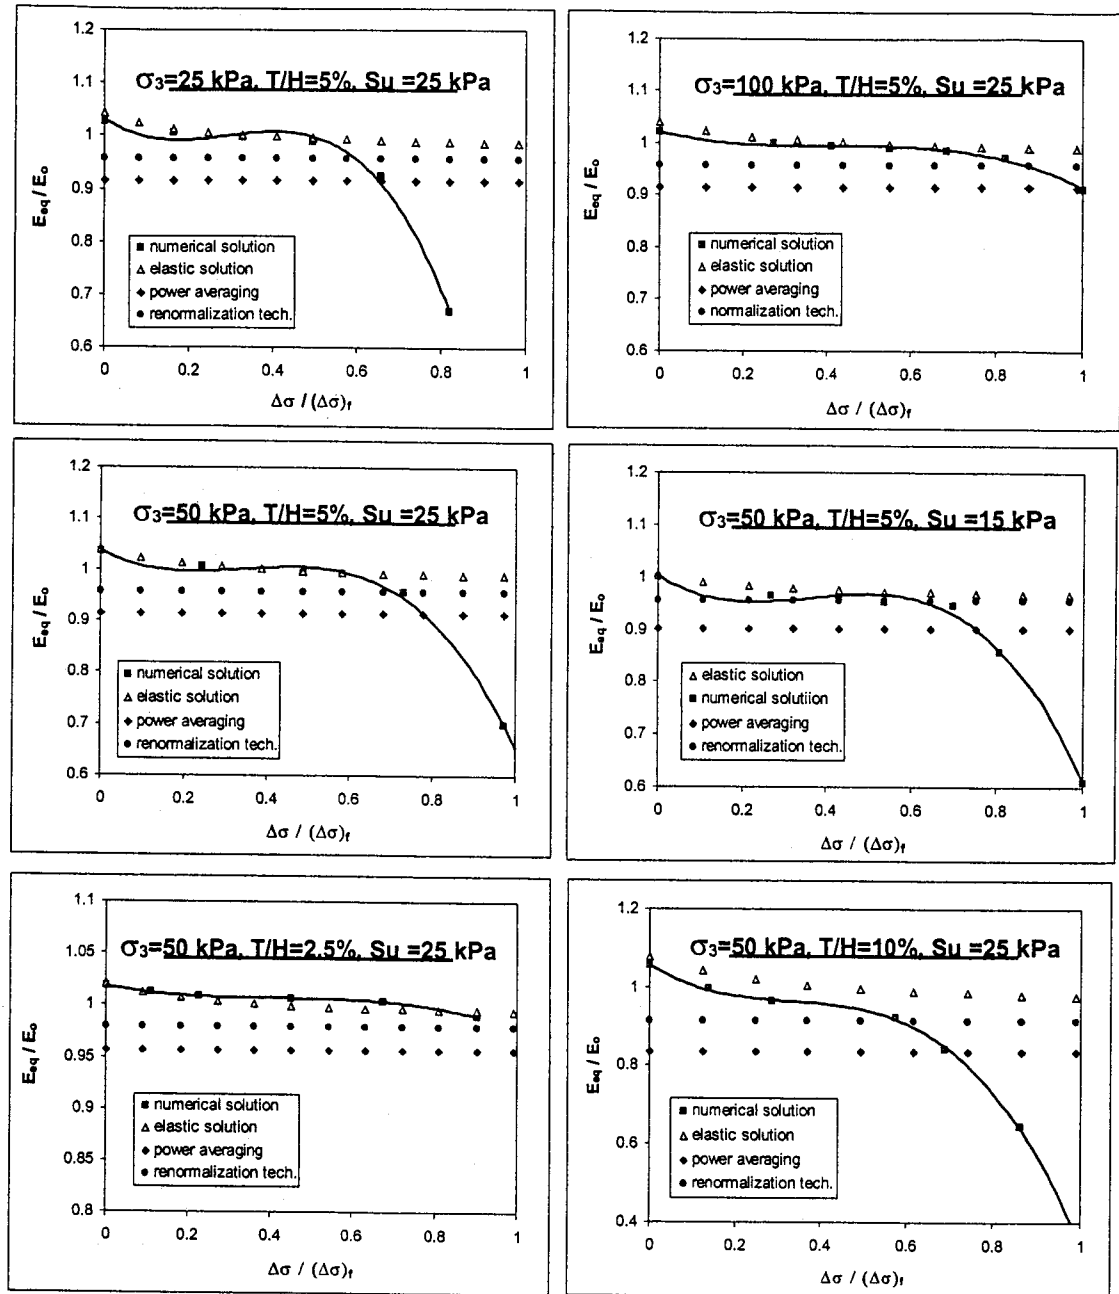 1.2
1.1
1
0.9
0.8
0.7
0.6
E_eq / E_o
σ3=25 kPa, T/H=5%, Su =25 kPa
■ numerical solution
△ elastic solution
◆ power averaging
● renormalization tech.
0 0.2 0.4 0.6 0.8 1
Δσ / (Δσ)f
1.2
1.1
1
0.9
0.8
0.7
0.6
E_eq / E_o
σ3=100 kPa, T/H=5%, Su =25 kPa
■ numerical solution
△ elastic solution
◆ power averaging
● normalization tech.
0 0.2 0.4 0.6 0.8 1
Δσ / (Δσ)f
1.2
1.1
1
0.9
0.8
0.7
0.6
E_eq / E_o
σ3=50 kPa, T/H=5%, Su =25 kPa
■ numerical solution
△ elastic solution
◆ power averaging
● renormalization tech.
0 0.2 0.4 0.6 0.8 1
Δσ / (Δσ)f
1.2
1.1
1
0.9
0.8
0.7
0.6
E_eq / E_o
σ3=50 kPa, T/H=5%, Su =15 kPa
△ elastic solution
■ numerical solutiion
◆ power averaging
● renormalization tech.
0 0.2 0.4 0.6 0.8 1
Δσ / (Δσ)f
1.1
1.05
1
0.95
0.9
0.85
0.8
E_eq / E_o
σ3=50 kPa, T/H=2.5%, Su =25 kPa
■ numerical solution
△ elastic solution
◆ power averaging
● renormalization tech.
0 0.2 0.4 0.6 0.8 1
Δσ / (Δσ)f
1.2
1
0.8
0.6
0.4
E_eq / E_o
σ3=50 kPa, T/H=10%, Su =25 kPa
■ numerical solution
△ elastic solution
◆ power averaging
● renormalization tech.
0 0.2 0.4 0.6 0.8 1
Δσ / (Δσ)f